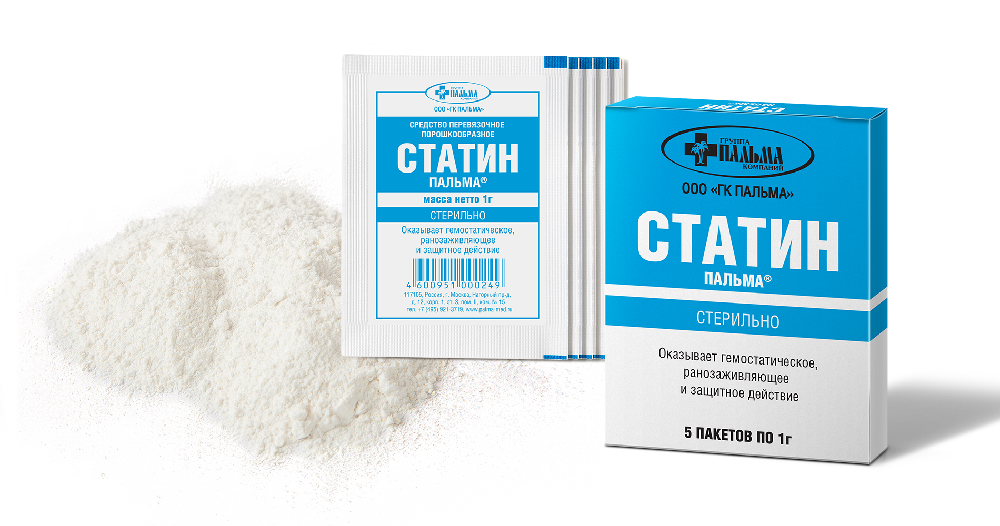 ГРУППА
ПАЛЬМА
КОМПАНИЙ
ООО «ГК ПАЛЬМА»
СРЕДСТВО ПЕРЕВЯЗОЧНОЕ
ПОРОШКООБРАЗНОЕ
СТАТИН
ПАЛЬМА®
масса нетто 1г
СТЕРИЛЬНО
Оказывает гемостатическое,
ранозаживляющее
и защитное действие
4 600951 000249
117105, Россия, г. Москва, Нагорный пр-д,
д. 12, корп. 1, эт. 3, пом. II, ком. № 15
тел. +7 (495) 921-3719, www.palma-med.ru
СТАТИН
ПАЛЬМА®
ГРУППА
ПАЛЬМА
КОМПАНИЙ
ООО «ГК ПАЛЬМА»
СТАТИН
ПАЛЬМА®
СТЕРИЛЬНО
Оказывает гемостатическое,
ранозаживляющее
и защитное действие
5 ПАКЕТОВ ПО 1г